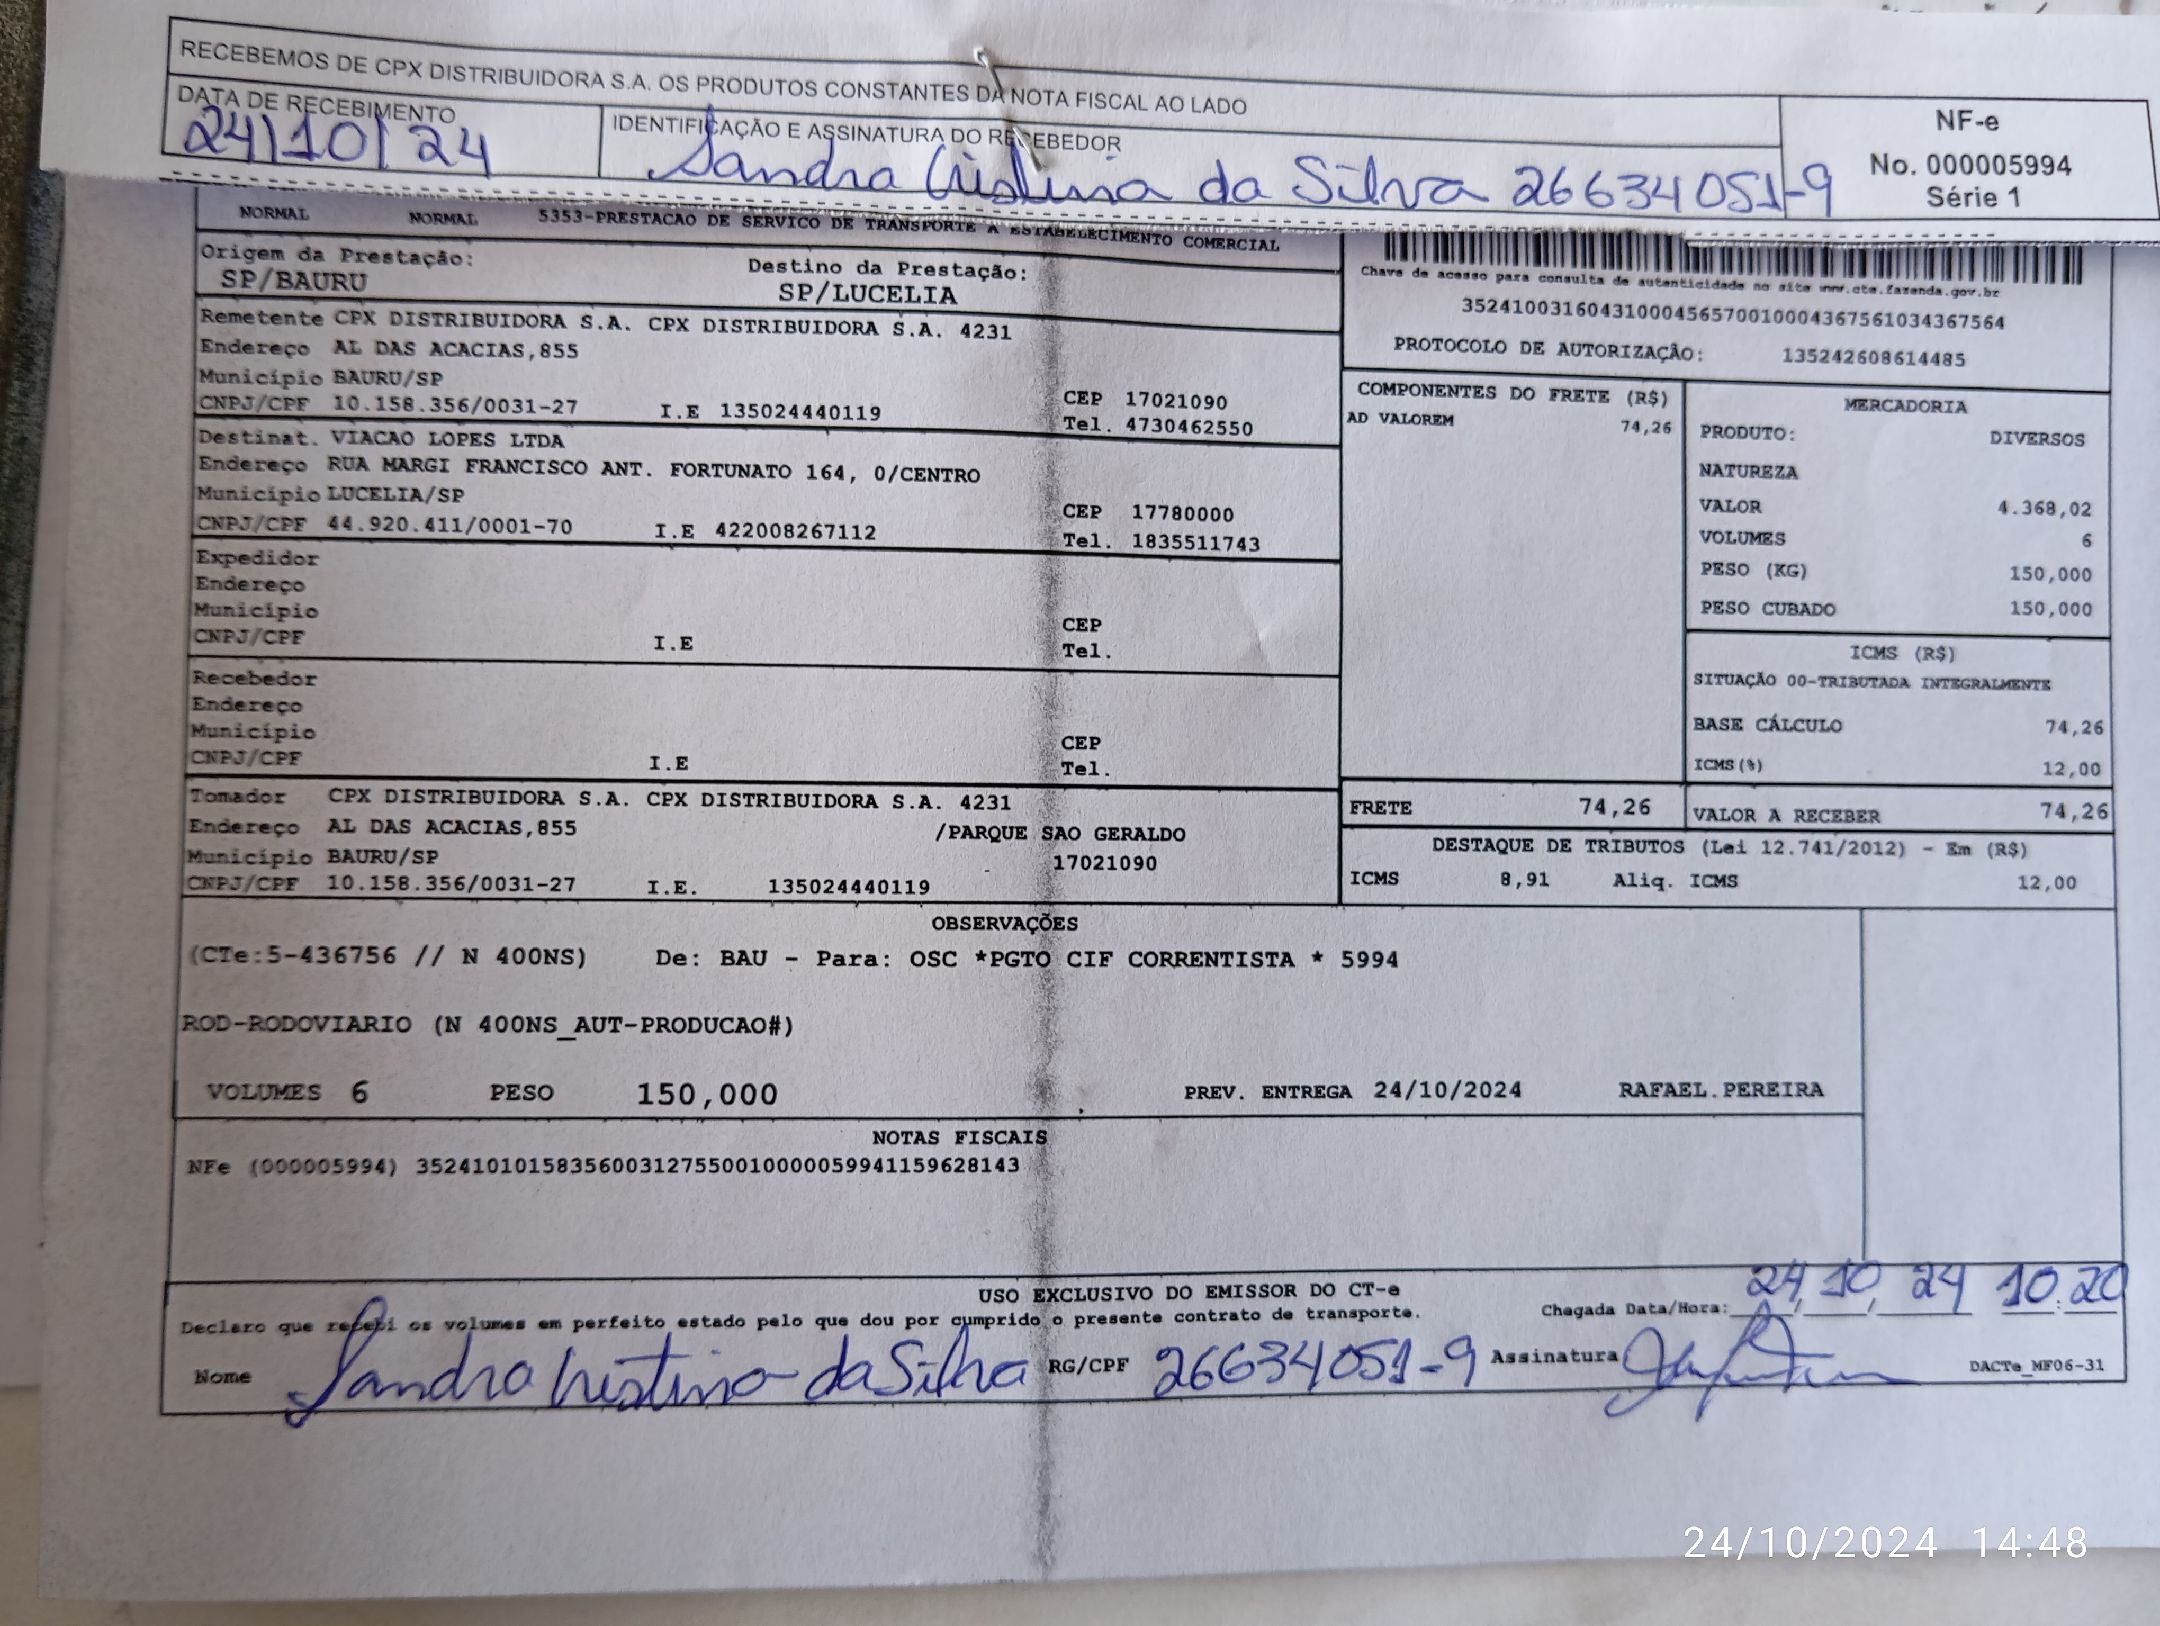 RECEBEMOS DE CPX DISTRIBUIDORA S.A. OS PRODUTOS CONSTANTES DA NOTA FISCAL AO LADO
DATA DE RECEBIMENTO
24/10/24
IDENTIFICAÇÃO E ASSINATURA DO RECEBEDOR
Sandra Cristina da Silva 26634051-9
NF-e
No. 000005994
Série 1
NORMAL NORMAL 5353-PRESTACAO DE SERVICO DE TRANSPORTE A ESTABELECIMENTO COMERCIAL
Origem da Prestação:
SP/BAURU
Destino da Prestação:
SP/LUCELIA
Chave de acesso para consulta de autenticidade no site www.cte.fazenda.gov.br
35241003160431000456570010004367561034367564
PROTOCOLO DE AUTORIZAÇÃO: 135242608614485
Remetente CPX DISTRIBUIDORA S.A. CPX DISTRIBUIDORA S.A. 4231
Endereço AL DAS ACACIAS,855
Município BAURU/SP CEP 17021090
CNPJ/CPF 10.158.356/0031-27 I.E 135024440119 Tel. 4730462550
Destinat. VIACAO LOPES LTDA
Endereço RUA MARGI FRANCISCO ANT. FORTUNATO 164, 0/CENTRO
Município LUCELIA/SP CEP 17780000
CNPJ/CPF 44.920.411/0001-70 I.E 422008267112 Tel. 1835511743
Expedidor
Endereço
Município CEP
CNPJ/CPF I.E Tel.
Recebedor
Endereço
Município CEP
CNPJ/CPF I.E Tel.
Tomador CPX DISTRIBUIDORA S.A. CPX DISTRIBUIDORA S.A. 4231
Endereço AL DAS ACACIAS,855 /PARQUE SAO GERALDO
Município BAURU/SP 17021090
CNPJ/CPF 10.158.356/0031-27 I.E. 135024440119
COMPONENTES DO FRETE (R$)
AD VALOREM 74,26
MERCADORIA
PRODUTO: DIVERSOS
NATUREZA
VALOR 4.368,02
VOLUMES 6
PESO (KG) 150,000
PESO CUBADO 150,000
ICMS (R$)
SITUAÇÃO 00-TRIBUTADA INTEGRALMENTE
BASE CÁLCULO 74,26
ICMS(%) 12,00
FRETE 74,26
VALOR A RECEBER 74,26
DESTAQUE DE TRIBUTOS (Lei 12.741/2012) - Em (R$)
ICMS 8,91 Aliq. ICMS 12,00
OBSERVAÇÕES
(CTe:5-436756 // N 400NS) De: BAU - Para: OSC *PGTO CIF CORRENTISTA * 5994
ROD-RODOVIARIO (N 400NS_AUT-PRODUCAO#)
VOLUMES 6 PESO 150,000 PREV. ENTREGA 24/10/2024 RAFAEL.PEREIRA
NOTAS FISCAIS
NFe (000005994) 35241010158356003127550010000059941159628143
USO EXCLUSIVO DO EMISSOR DO CT-e
Declaro que recebi os volumes em perfeito estado pelo que dou por cumprido o presente contrato de transporte.
Chegada Data/Hora: 24, 10, 24 10:20
Nome Sandra Cristina da Silva RG/CPF 26634051-9 Assinatura
DACTe_MF06-31
24/10/2024 14:48